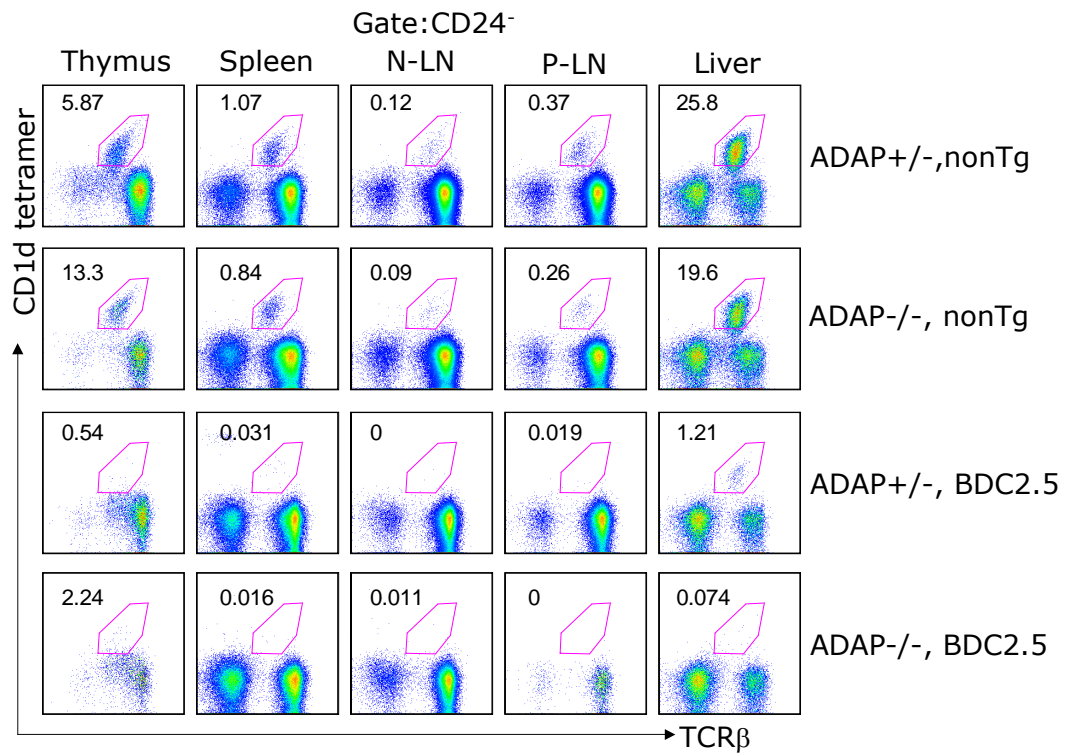 Gate:CD24-
Thymus Spleen N-LN P-LN Liver
CD1d tetramer
5.87 1.07 0.12 0.37 25.8
ADAP+/-,nonTg
13.3 0.84 0.09 0.26 19.6
ADAP-/-, nonTg
0.54 0.031 0 0.019 1.21
ADAP+/-, BDC2.5
2.24 0.016 0.011 0 0.074
ADAP-/-, BDC2.5
TCRβ